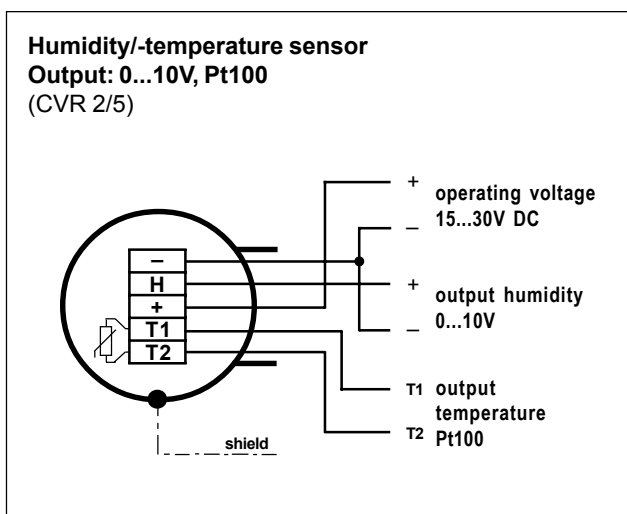 Humidity/-temperature sensor
Output: 0...10V, Pt100
(CVR 2/5)
+
operating voltage
15...30V DC
–
–
H
+
T1
T2
+
output humidity
0...10V
–
T1 output
temperature
T2 Pt100
shield